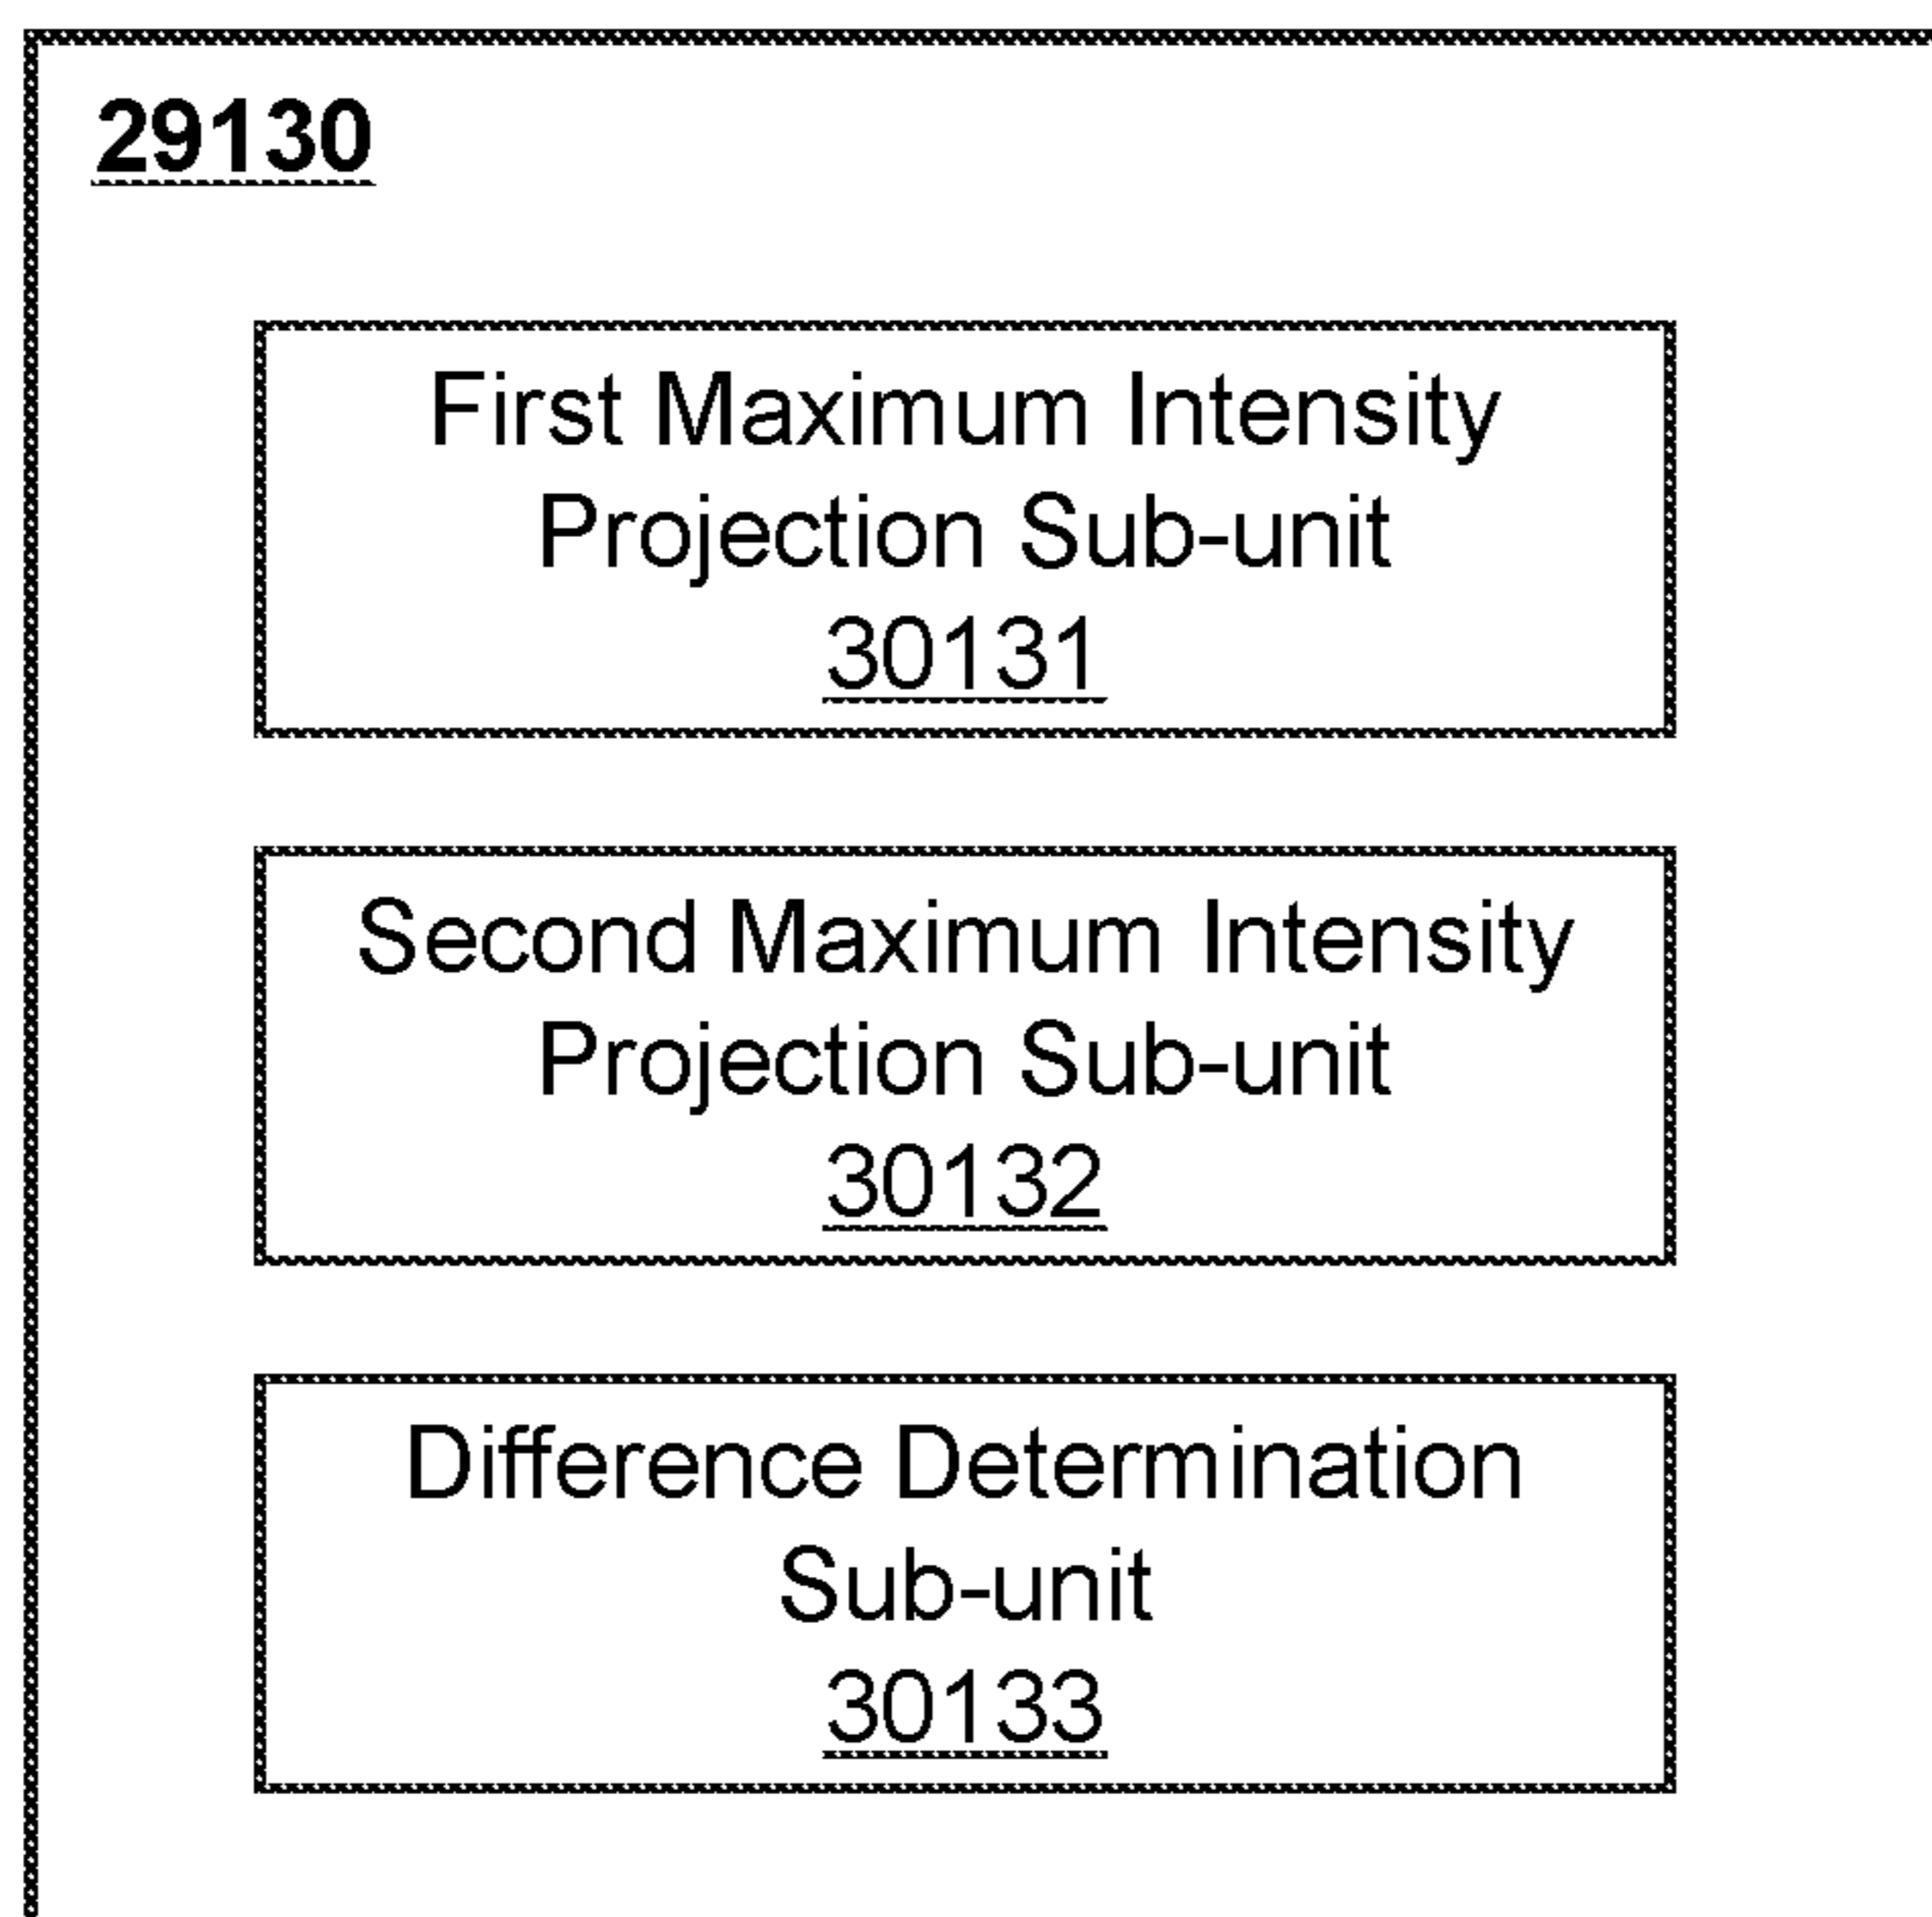 29130
First Maximum Intensity
Projection Sub-unit
30131
Second Maximum Intensity
Projection Sub-unit
30132
Difference Determination
Sub-unit
30133